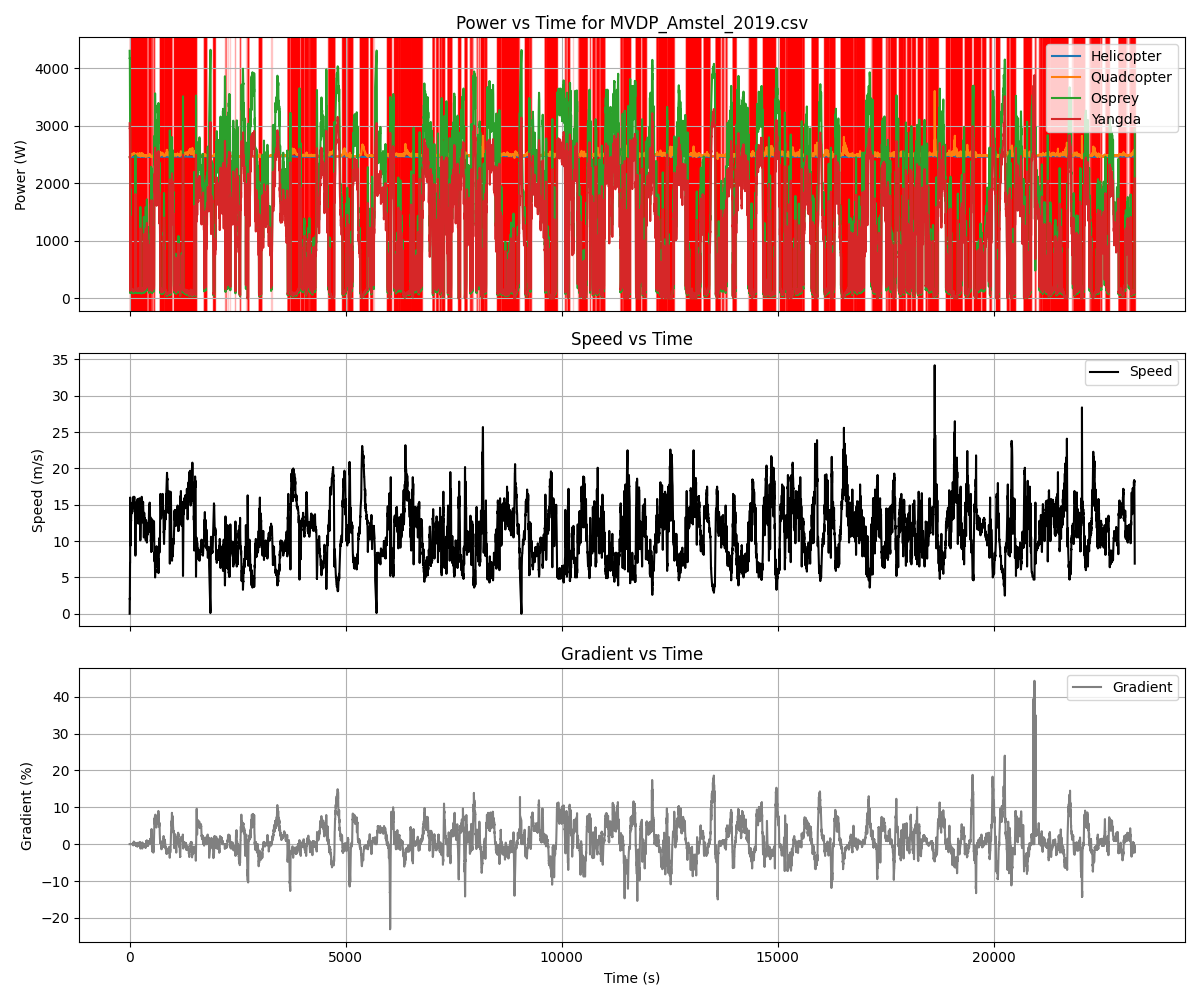 Power vs Time for MVDP_Amstel_2019.csv
Power (W)
4000
3000
2000
1000
0
Helicopter
Quadcopter
Osprey
Yangda
Speed vs Time
Speed (m/s)
35
30
25
20
15
10
5
0
Speed
Gradient vs Time
Gradient (%)
40
30
20
10
0
−10
−20
Gradient
0
5000
10000
15000
20000
Time (s)